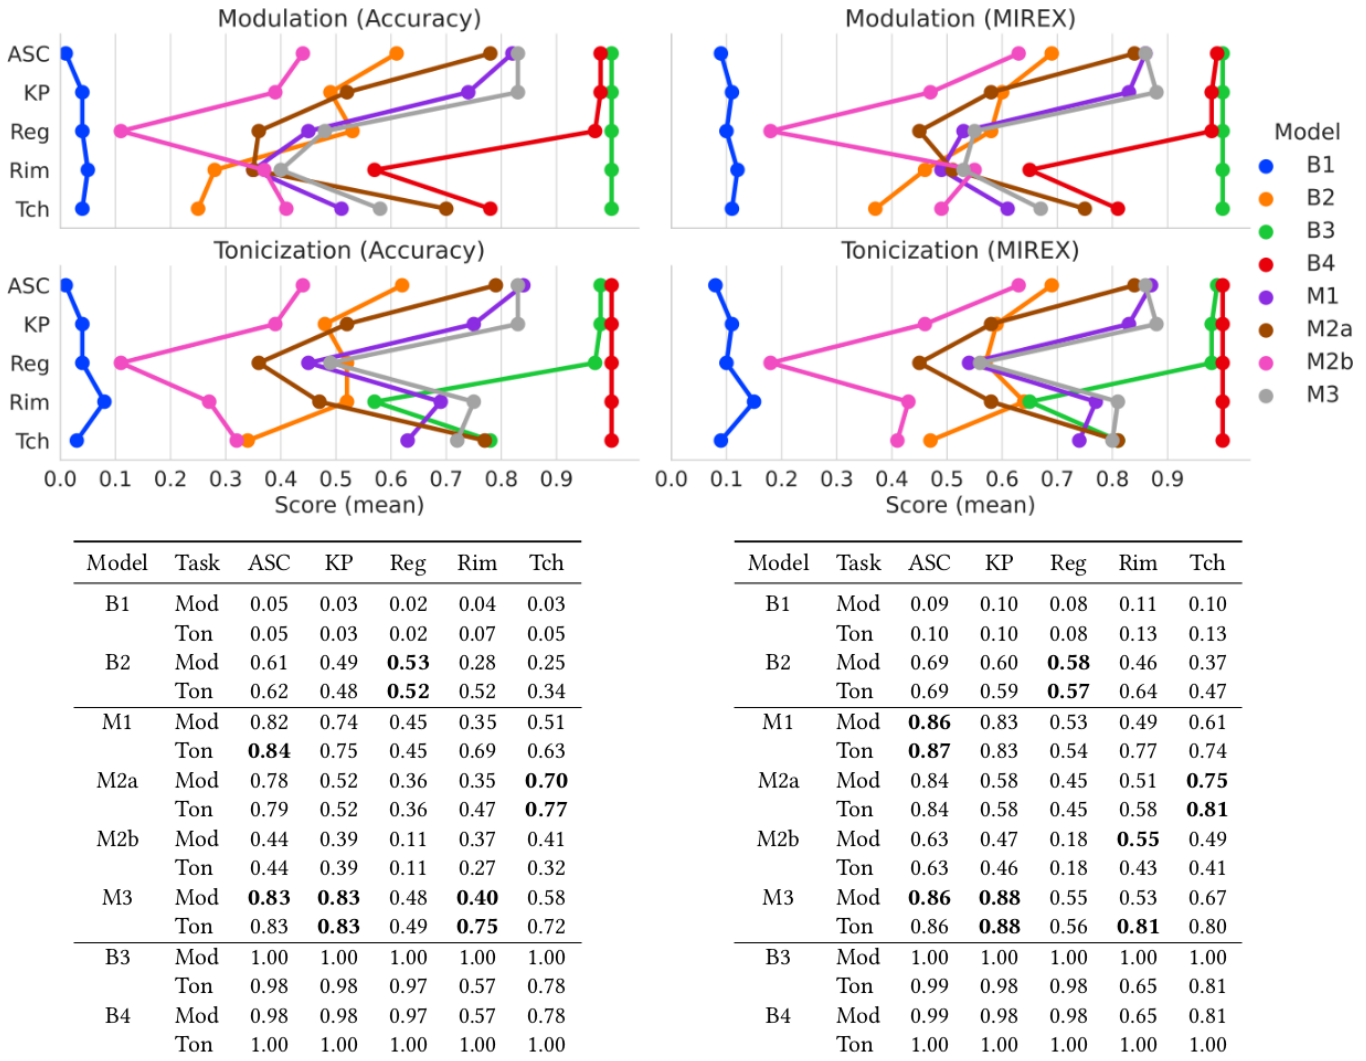 Modulation (Accuracy)
Modulation (MIREX)
ASC
KP
Reg
Rim
Tch
Tonicization (Accuracy)
Tonicization (MIREX)
ASC
KP
Reg
Rim
Tch
0.0 0.1 0.2 0.3 0.4 0.5 0.6 0.7 0.8 0.9
0.0 0.1 0.2 0.3 0.4 0.5 0.6 0.7 0.8 0.9
Score (mean)
Score (mean)
Model
B1
B2
B3
B4
M1
M2a
M2b
M3
Model Task ASC KP Reg Rim Tch
B1 Mod 0.05 0.03 0.02 0.04 0.03
Ton 0.05 0.03 0.02 0.07 0.05
B2 Mod 0.61 0.49 0.53 0.28 0.25
Ton 0.62 0.48 0.52 0.52 0.34
M1 Mod 0.82 0.74 0.45 0.35 0.51
Ton 0.84 0.75 0.45 0.69 0.63
M2a Mod 0.78 0.52 0.36 0.35 0.70
Ton 0.79 0.52 0.36 0.47 0.77
M2b Mod 0.44 0.39 0.11 0.37 0.41
Ton 0.44 0.39 0.11 0.27 0.32
M3 Mod 0.83 0.83 0.48 0.40 0.58
Ton 0.83 0.83 0.49 0.75 0.72
B3 Mod 1.00 1.00 1.00 1.00 1.00
Ton 0.98 0.98 0.97 0.57 0.78
B4 Mod 0.98 0.98 0.97 0.57 0.78
Ton 1.00 1.00 1.00 1.00 1.00
Model Task ASC KP Reg Rim Tch
B1 Mod 0.09 0.10 0.08 0.11 0.10
Ton 0.10 0.10 0.08 0.13 0.13
B2 Mod 0.69 0.60 0.58 0.46 0.37
Ton 0.69 0.59 0.57 0.64 0.47
M1 Mod 0.86 0.83 0.53 0.49 0.61
Ton 0.87 0.83 0.54 0.77 0.74
M2a Mod 0.84 0.58 0.45 0.51 0.75
Ton 0.84 0.58 0.45 0.58 0.81
M2b Mod 0.63 0.47 0.18 0.55 0.49
Ton 0.63 0.46 0.18 0.43 0.41
M3 Mod 0.86 0.88 0.55 0.53 0.67
Ton 0.86 0.88 0.56 0.81 0.80
B3 Mod 1.00 1.00 1.00 1.00 1.00
Ton 0.99 0.98 0.98 0.65 0.81
B4 Mod 0.99 0.98 0.98 0.65 0.81
Ton 1.00 1.00 1.00 1.00 1.00